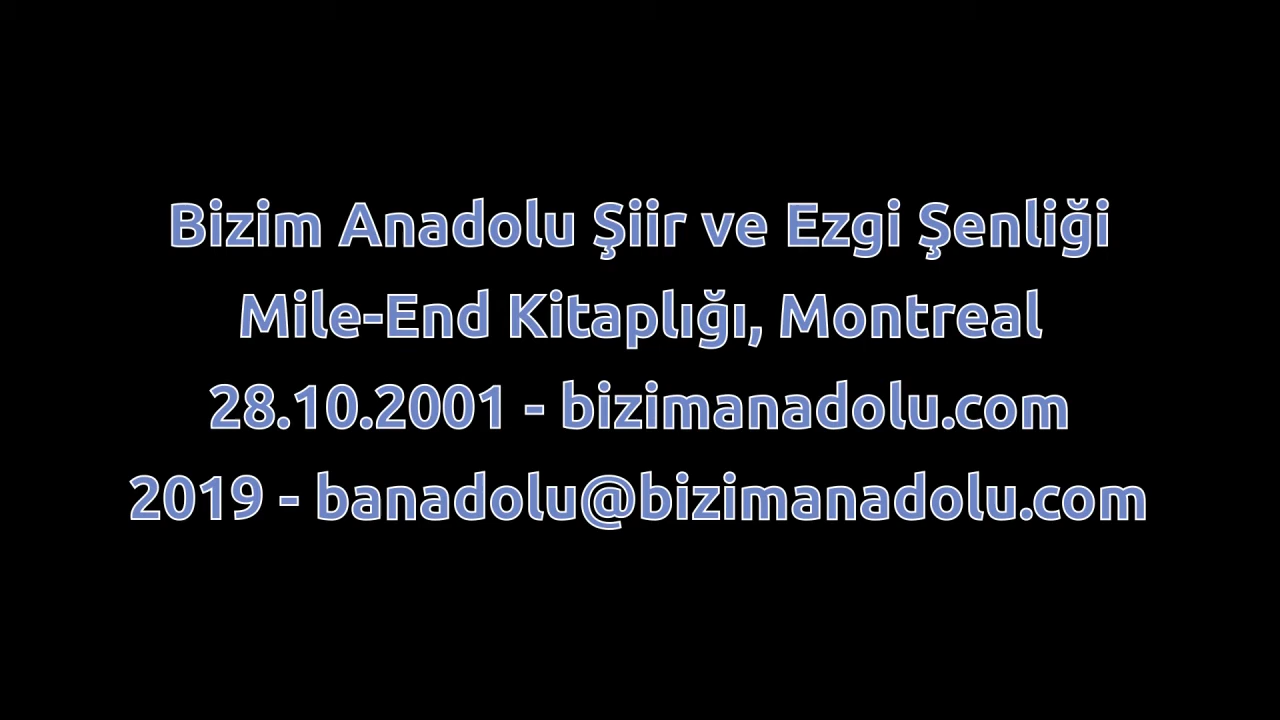 Bizim Anadolu Şiir ve Ezgi Şenliği
Mile-End Kitaplığı, Montreal
28.10.2001 - bizimanadolu.com
2019 - banadolu@bizimanadolu.com